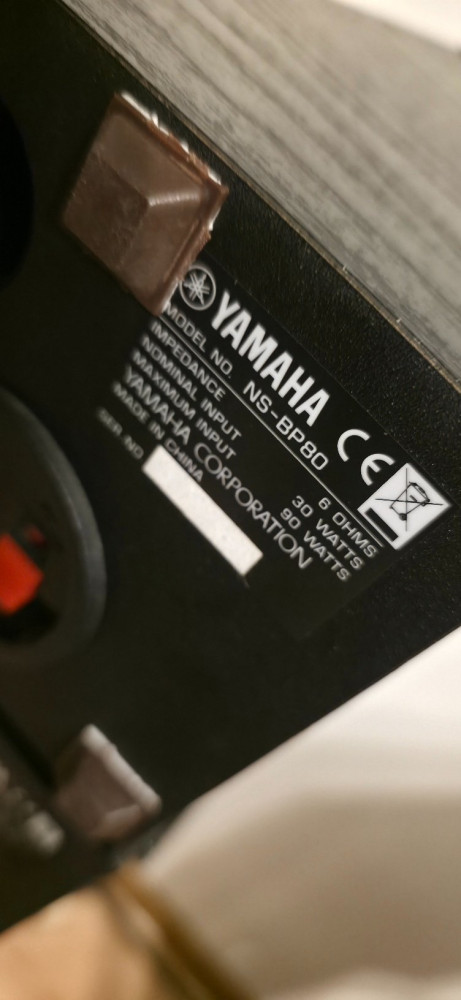 YAMAHA
MODEL NO. NS-BP80
IMPEDANCE 6 OHMS
NOMINAL INPUT 30 WATTS
MAXIMUM INPUT 90 WATTS
YAMAHA CORPORATION
MADE IN CHINA
SER NO
CE